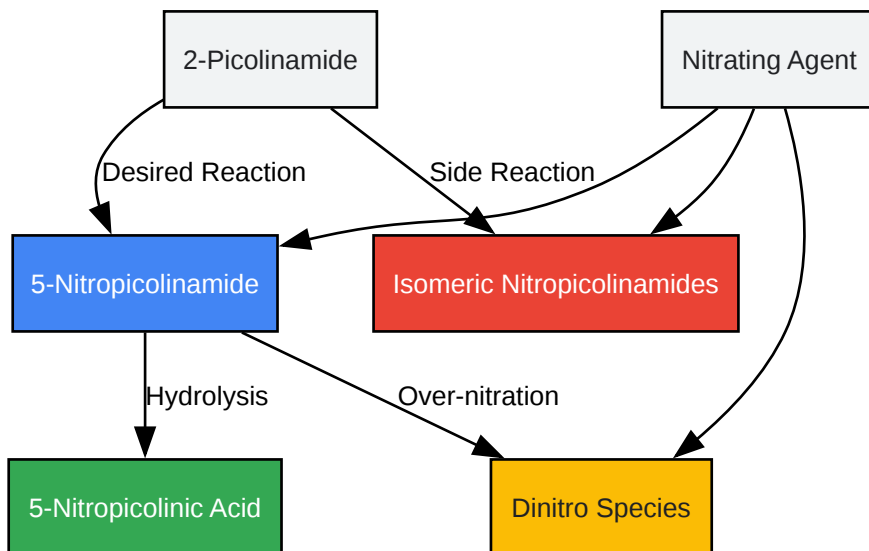 2-Picolinamide
Nitrating Agent
Desired Reaction
Side Reaction
5-Nitropicolinamide
Isomeric Nitropicolinamides
Hydrolysis
Over-nitration
5-Nitropicolinic Acid
Dinitro Species